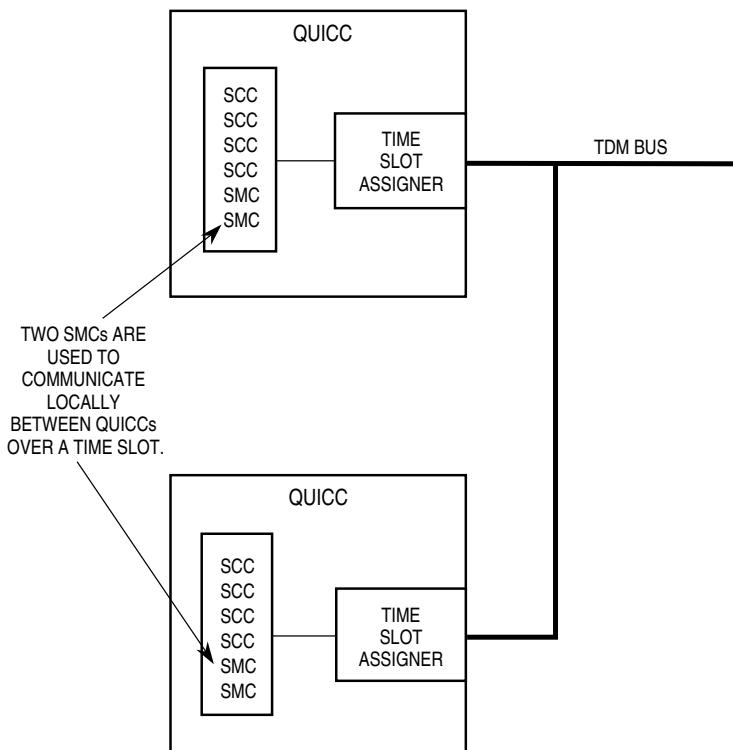 QUICC
SCC
SCC
SCC
SCC
SMC
SMC
TIME
SLOT
ASSIGNER
TDM BUS
TWO SMCs ARE
USED TO
COMMUNICATE
LOCALLY
BETWEEN QUICCs
OVER A TIME SLOT.
QUICC
SCC
SCC
SCC
SCC
SMC
SMC
TIME
SLOT
ASSIGNER